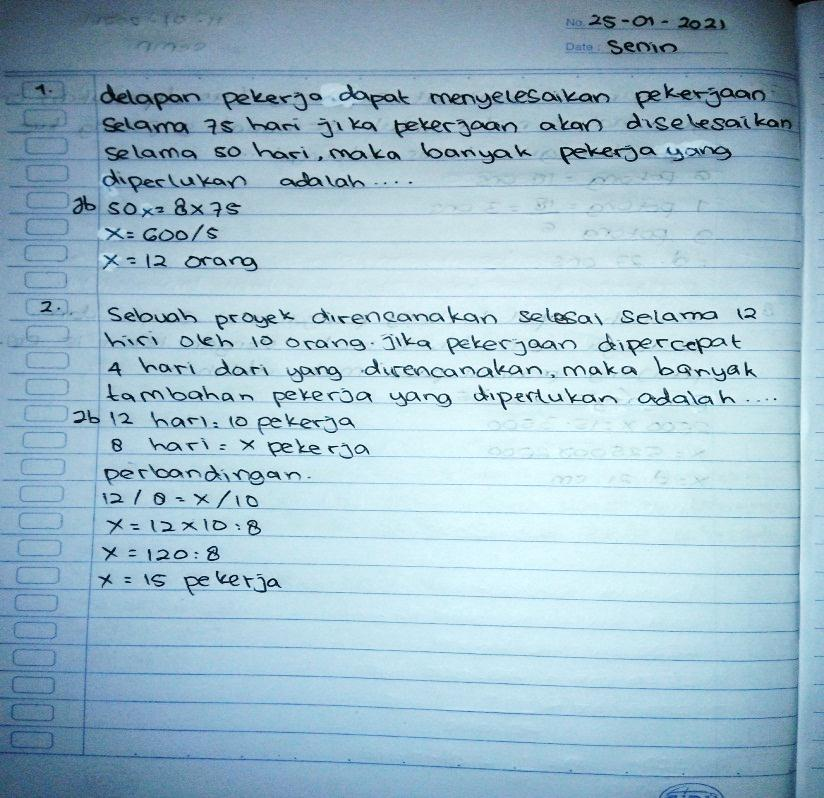 No. 25-01-2021
Date: Senin
1. delapan pekerja dapat menyelesaikan pekerjaan
selama 75 hari jika pekerjaan akan diselesaikan
selama 50 hari, maka banyak pekerja yang
diperlukan adalah....
Jb 50x = 8x75
x = 600/5
x = 12 orang
2. Sebuah proyek direncanakan selesai selama 12
hiri oleh 10 orang. jika pekerjaan dipercepat
4 hari dari yang direncanakan, maka banyak
tambahan pekerja yang diperlukan adalah....
Jb 12 hari = 10 pekerja
8 hari = x pekerja
perbandingan.
12/8 = x/10
x = 12x10:8
x = 120:8
x = 15 pekerja